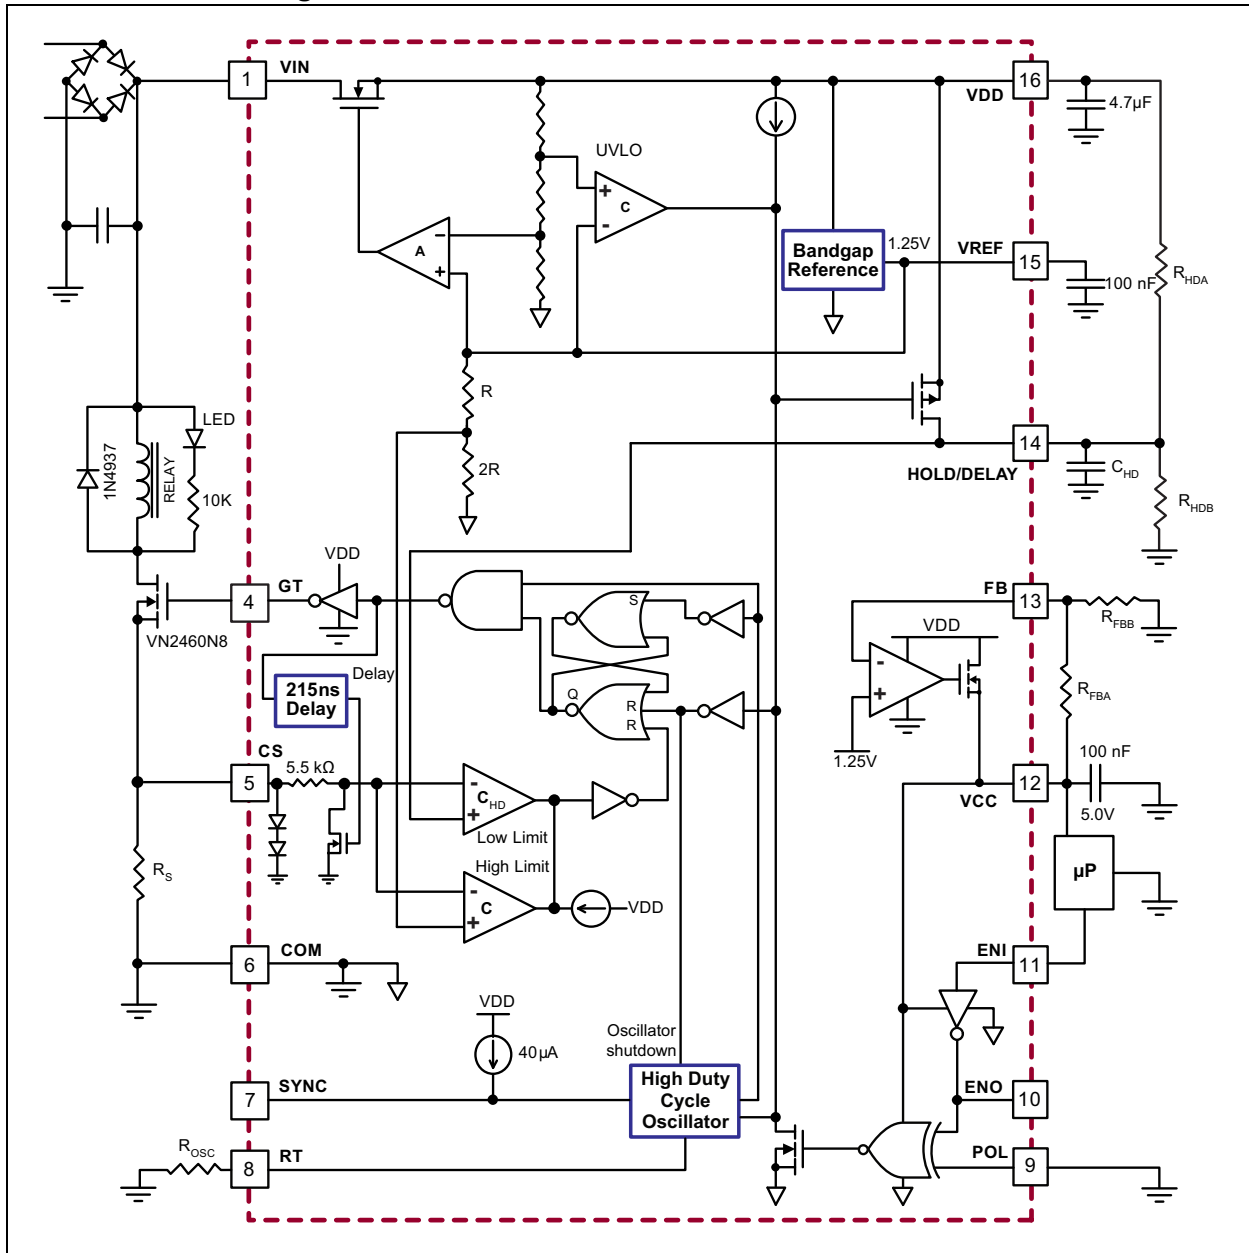 1
VIN
16
VDD
4.7µF
UVLO
+
C
-
-
A
+
Bandgap
Reference
1.25V
VREF
15
100 nF
RHDA
R
2R
14
HOLD/DELAY
CHD
RHDB
LED
1N4937
RELAY
10K
VDD
GT
4
VN2460N8
S
Q
R
R
FB
13
RFBB
VDD
-
+
1.25V
RFBA
Delay
215ns
Delay
CS
5
5.5 kΩ
-
CHD
+
Low Limit
High Limit
-
C
+
VDD
VCC
12
100 nF
5.0V
µP
RS
6
COM
ENI
11
VDD
40µA
Oscillator
shutdown
High Duty
Cycle
Oscillator
7
SYNC
ENO
10
ROSC
8
RT
POL
9